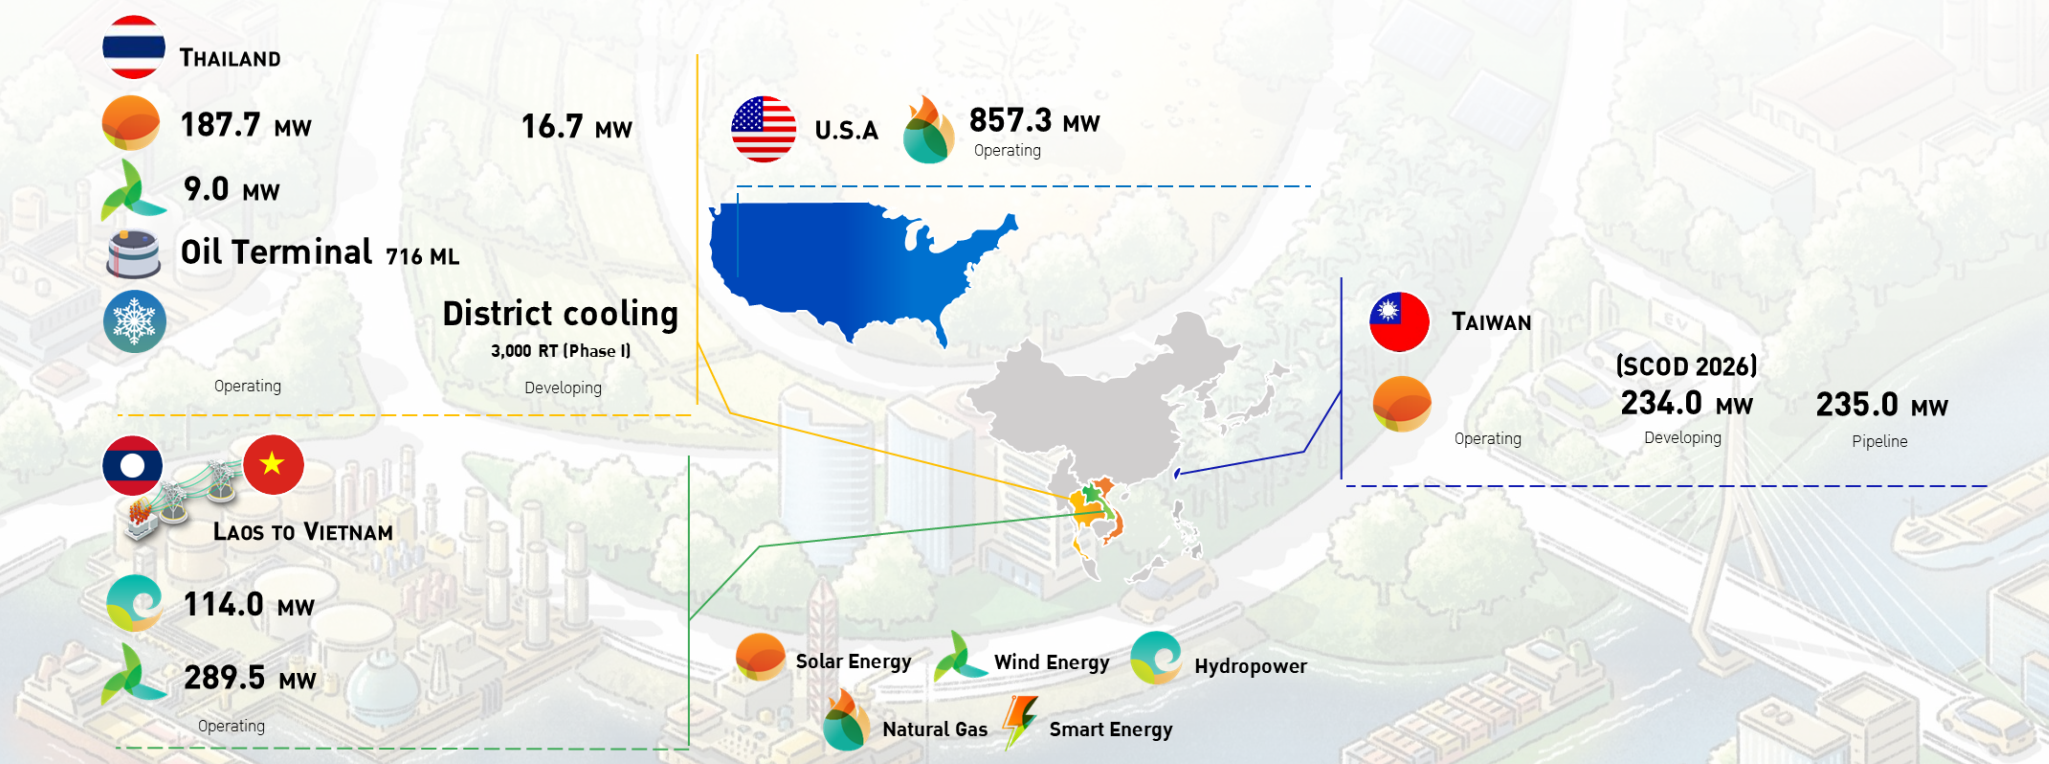 THAILAND
187.7 MW
16.7 MW
9.0 MW
Oil Terminal 716 ML
District cooling
3,000 RT (Phase I)
Operating
Developing
U.S.A
857.3 MW
Operating
TAIWAN
(SCOD 2026)
234.0 MW
235.0 MW
Operating
Developing
Pipeline
LAOS TO VIETNAM
114.0 MW
289.5 MW
Operating
Solar Energy
Wind Energy
Hydropower
Natural Gas
Smart Energy
EV